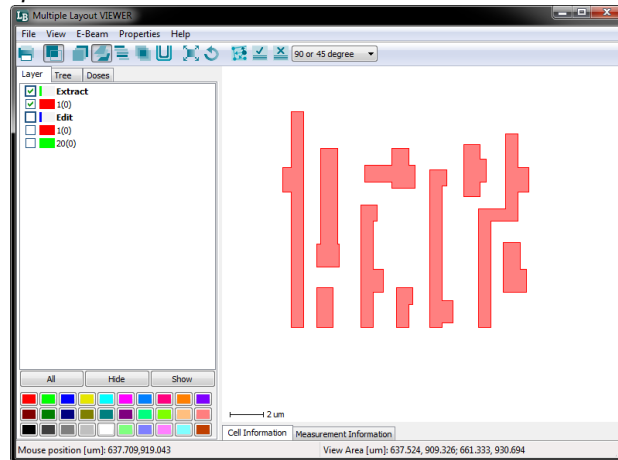 LB Multiple Layout VIEWER
File View E-Beam Properties Help
90 or 45 degree
Layer Tree Doses
Extract
1(0)
Edit
1(0)
20(0)
All Hide Show
2 um
Cell Information Measurement Information
Mouse position [um]: 637.709,919.043 View Area [um]: 637.524, 909.326; 661.333, 930.694